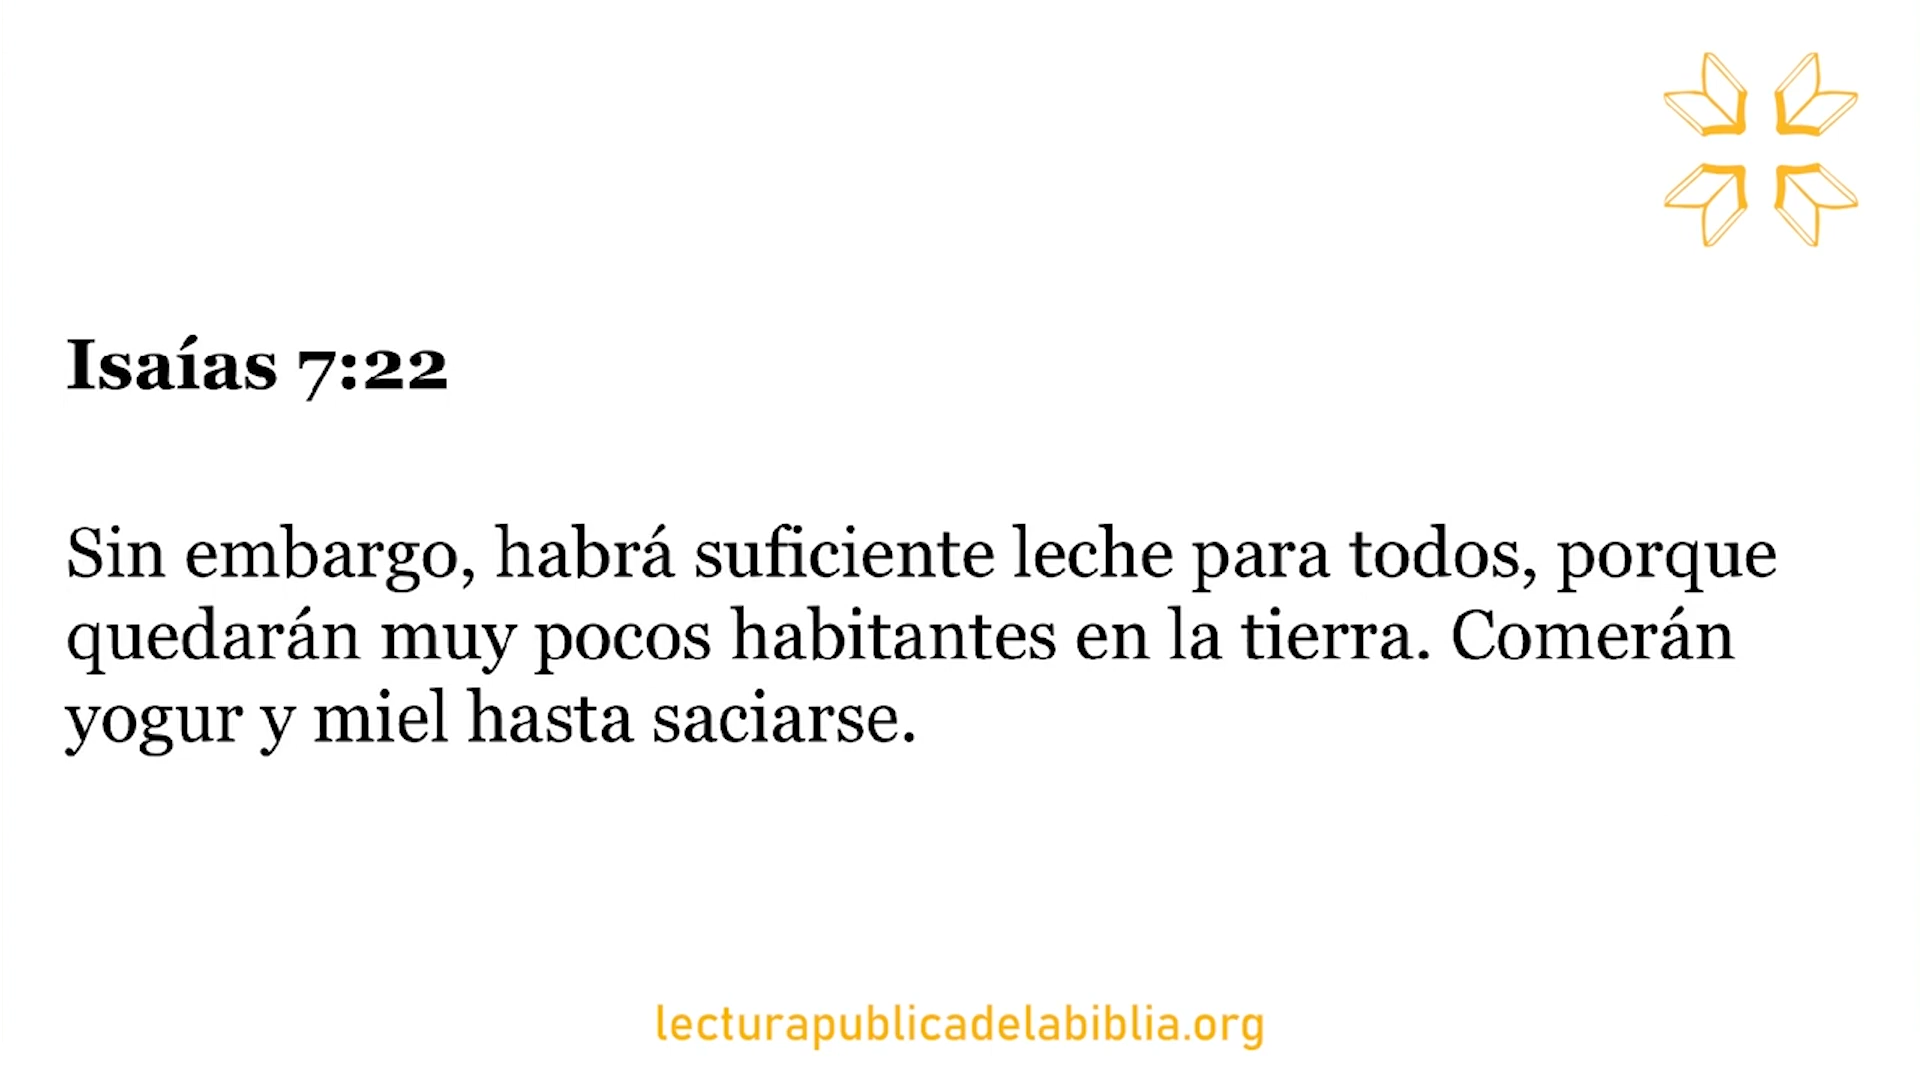 Isaías 7:22
Sin embargo, habrá suficiente leche para todos, porque
quedarán muy pocos habitantes en la tierra. Comerán
yogur y miel hasta saciarse.
lecturapublicadelabiblia.org